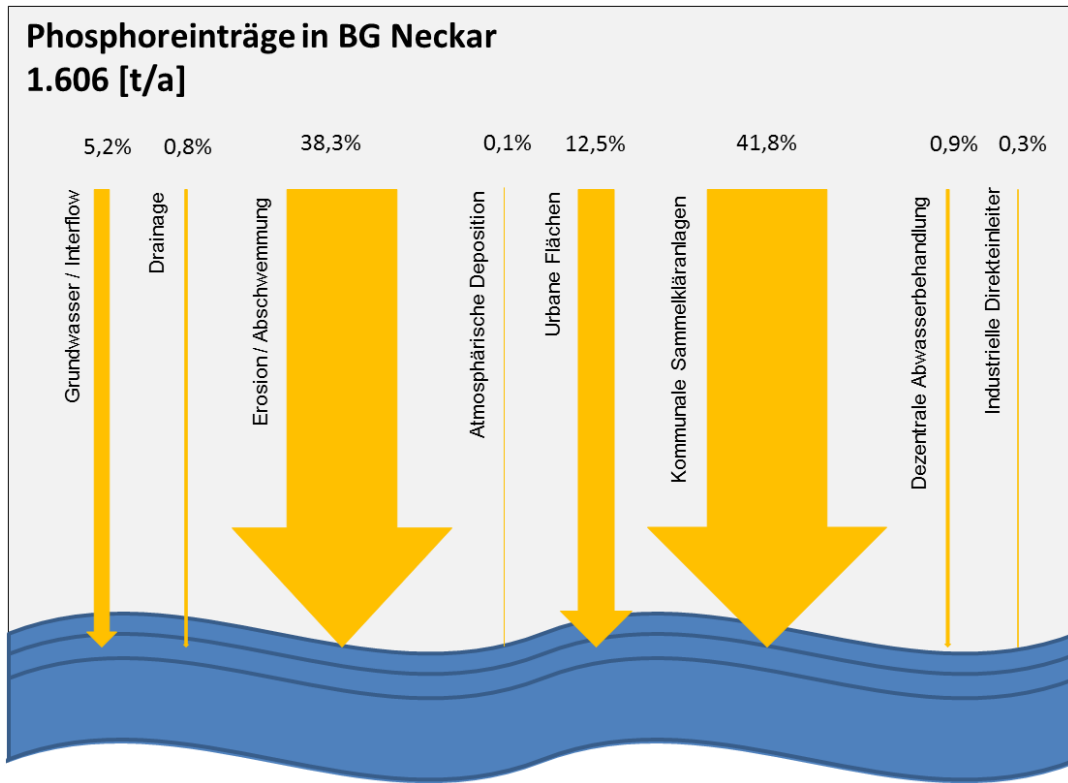 Phosphoreinträge in BG Neckar
1.606 [t/a]
5,2%
0,8%
38,3%
0,1%
12,5%
41,8%
0,9%
0,3%
Grundwasser / Interflow
Drainage
Erosion / Abschwemmung
Atmosphärische Deposition
Urbane Flächen
Kommunale Sammelkläranlagen
Dezentrale Abwasserbehandlung
Industrielle Direkteinleiter